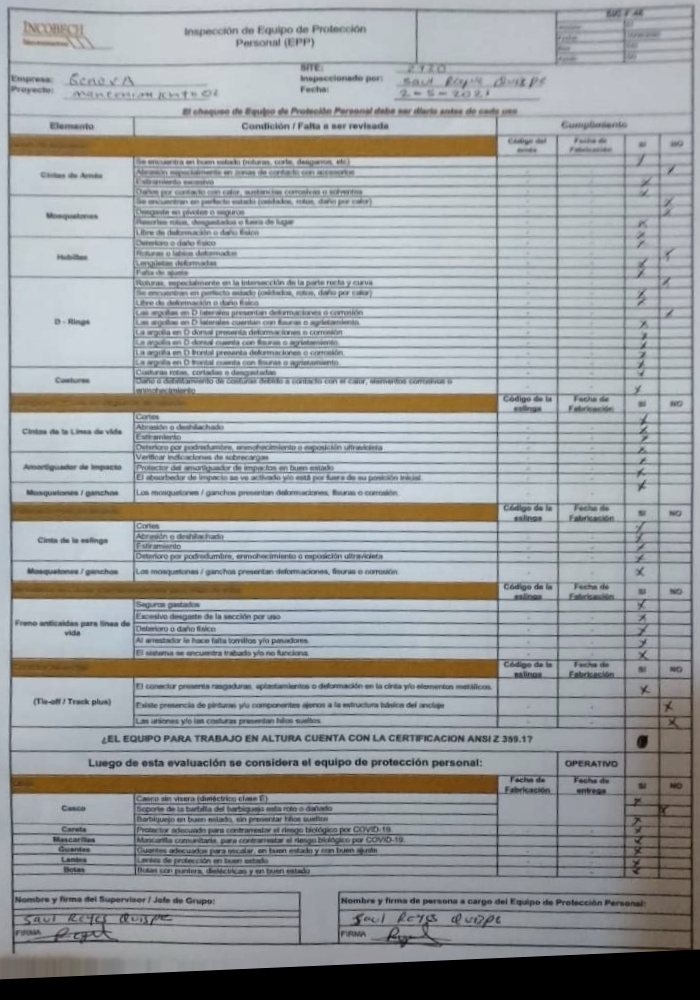 INCOBECH
Inspección de Equipo de Protección
Personal (EPP)
SITE: 2720
Empresa: GenovA
Inspeccionado por: Saul Reyes Quispe
Proyecto:
Fecha: 2-5-2021
El chequeo de Equipo de Protección Personal debe ser diario antes de cada uso
Elemento Condición / Falta a ser revisada Cumplimiento
Código del Fecha de Fabricación SI NO
Cintas de Arnés
Se encuentra en buen estado (roturas, corte, desgarros, etc)
Abrasión especialmente en zonas de contacto con accesorios
Estiramiento excesivo
Daños por contacto con calor, sustancias corrosivas o solventes
Mosquetones
Se encuentran en perfecto estado (oxidados, rotos, daño por calor)
Desgaste en pivotes o seguros
Resortes rotos, desgastados o fuera de lugar
Libre de deformación o daño físico
Hebillas
Deterioro o daño físico
Roturas o deformados
Lengüetas deformadas
Falta de ajuste
D - Rings
Roturas, especialmente en la intersección de la parte recta y curva
Se encuentran en perfecto estado (oxidados, rotos, daño por calor)
Libre de deformación o daño físico
Las argollas en D laterales presentan deformaciones o corrosión
Las argollas en D laterales cuentan con fisuras o agrietamiento.
La argolla en D dorsal presenta deformaciones o corrosión
La argolla en D dorsal cuenta con fisuras o agrietamiento.
La argolla en D frontal presenta deformaciones o corrosión
La argolla en D frontal cuenta con fisuras o agrietamiento.
Costuras
Costuras rotas, cortadas o desgastadas
Daño o debilitamiento de costuras debido a contacto con el calor, elementos corrosivos o enmohecimiento
Código de la eslinga Fecha de Fabricación SI NO
Cintas de la Línea de vida
Cortes
Abrasión o deshilachado
Estiramiento
Deterioro por podredumbre, enmohecimiento o exposición ultravioleta
Amortiguador de Impacto
Verificar indicaciones de sobrecargas
Protector del amortiguador de impactos en buen estado
El absorbedor de impacto se ve activado y/o está por fuera de su posición inicial.
Mosquetones / ganchos Los mosquetones / ganchos presentan deformaciones, fisuras o corrosión.
Código de la eslinga Fecha de Fabricación SI NO
Cinta de la eslinga
Cortes
Abrasión o deshilachado
Estiramiento
Deterioro por podredumbre, enmohecimiento o exposición ultravioleta
Mosquetones / ganchos Los mosquetones / ganchos presentan deformaciones, fisuras o corrosión.
Código de la eslinga Fecha de Fabricación SI NO
Freno anticaídas para línea de vida
Seguros gastados
Excesivo desgaste de la sección por uso
Deterioro o daño físico
Al arrestador le hace falta tornillos y/o pasadores.
El sistema se encuentra trabado y/o no funciona.
Código de la eslinga Fecha de Fabricación SI NO
(Tie-off / Track plus)
El conector presenta rasgaduras, aplastamientos o deformación en la cinta y/o elementos metálicos.
Existe presencia de pinturas y/u componentes ajenos a la estructura básica del anclaje
Las uniones y/o las costuras presentan hilos sueltos.
¿EL EQUIPO PARA TRABAJO EN ALTURA CUENTA CON LA CERTIFICACION ANSI Z 359.1?
Luego de esta evaluación se considera el equipo de protección personal: OPERATIVO
Fecha de Fabricación Fecha de entrega SI NO
Casco
Casco sin visera (dieléctrico clase E)
Soporte de la barbilla del barbiquejo esta roto o dañado
Barbiquejo en buen estado, sin presentar hilos sueltos
Careta Protector adecuado para contrarrestar el riesgo biológico por COVID-19.
Mascarillas Mascarilla comunitaria, para contrarrestar el riesgo biológico por COVID-19.
Guantes Guantes adecuados para escalar, en buen estado y con buen ajuste
Lentes Lentes de protección en buen estado
Botas Botas con puntera, dieléctricas y en buen estado
Nombre y firma del Supervisor / Jefe de Grupo:
Saul Reyes Quispe
FIRMA
Nombre y firma de persona a cargo del Equipo de Protección Personal:
Saul Reyes Quispe
FIRMA